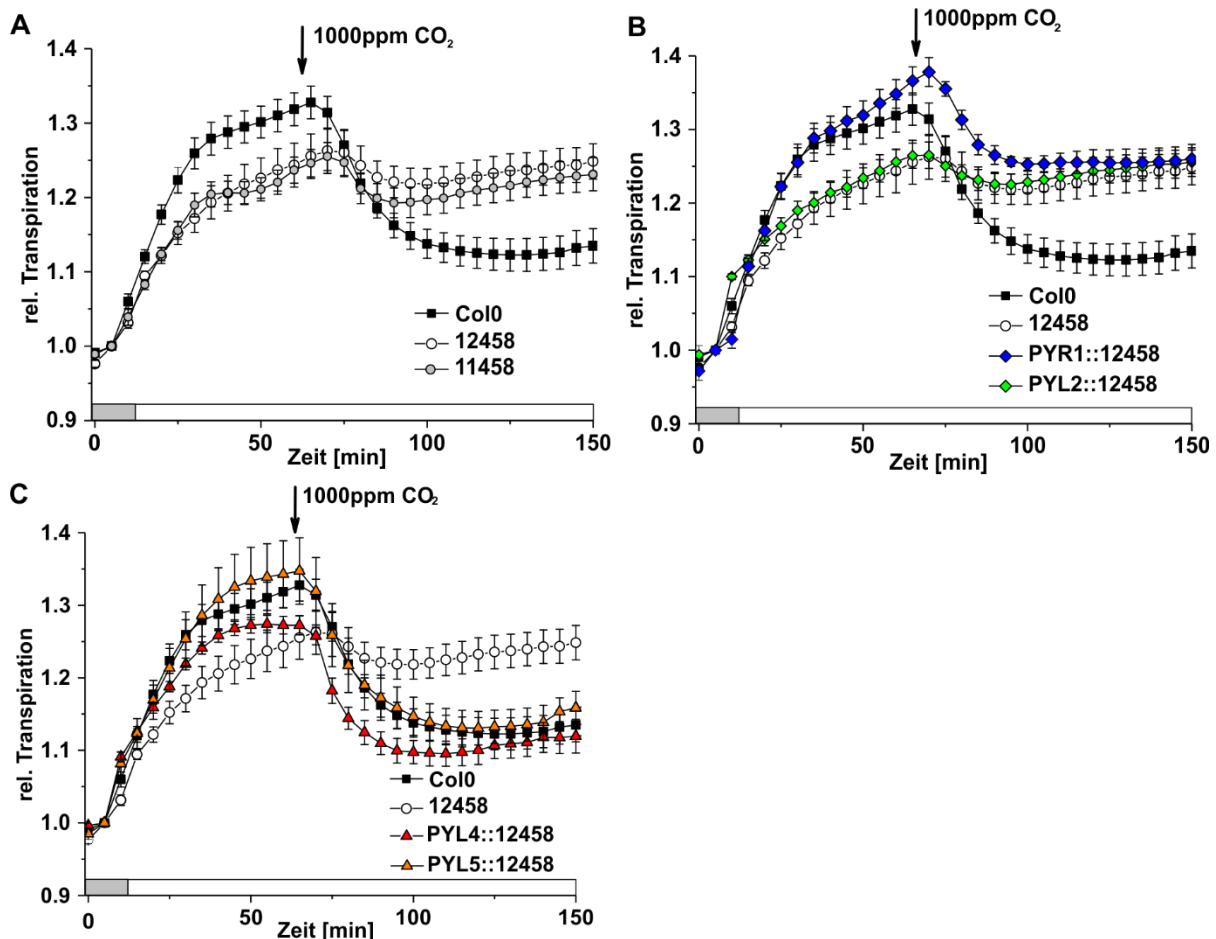 A
1000ppm CO₂
rel. Transpiration
1.4
1.3
1.2
1.1
1.0
0.9
Col0
12458
11458
0
50
100
150
Zeit [min]
B
1000ppm CO₂
rel. Transpiration
1.4
1.3
1.2
1.1
1.0
0.9
Col0
12458
PYR1::12458
PYL2::12458
0
50
100
150
Zeit [min]
C
1000ppm CO₂
rel. Transpiration
1.4
1.3
1.2
1.1
1.0
0.9
Col0
12458
PYL4::12458
PYL5::12458
0
50
100
150
Zeit [min]